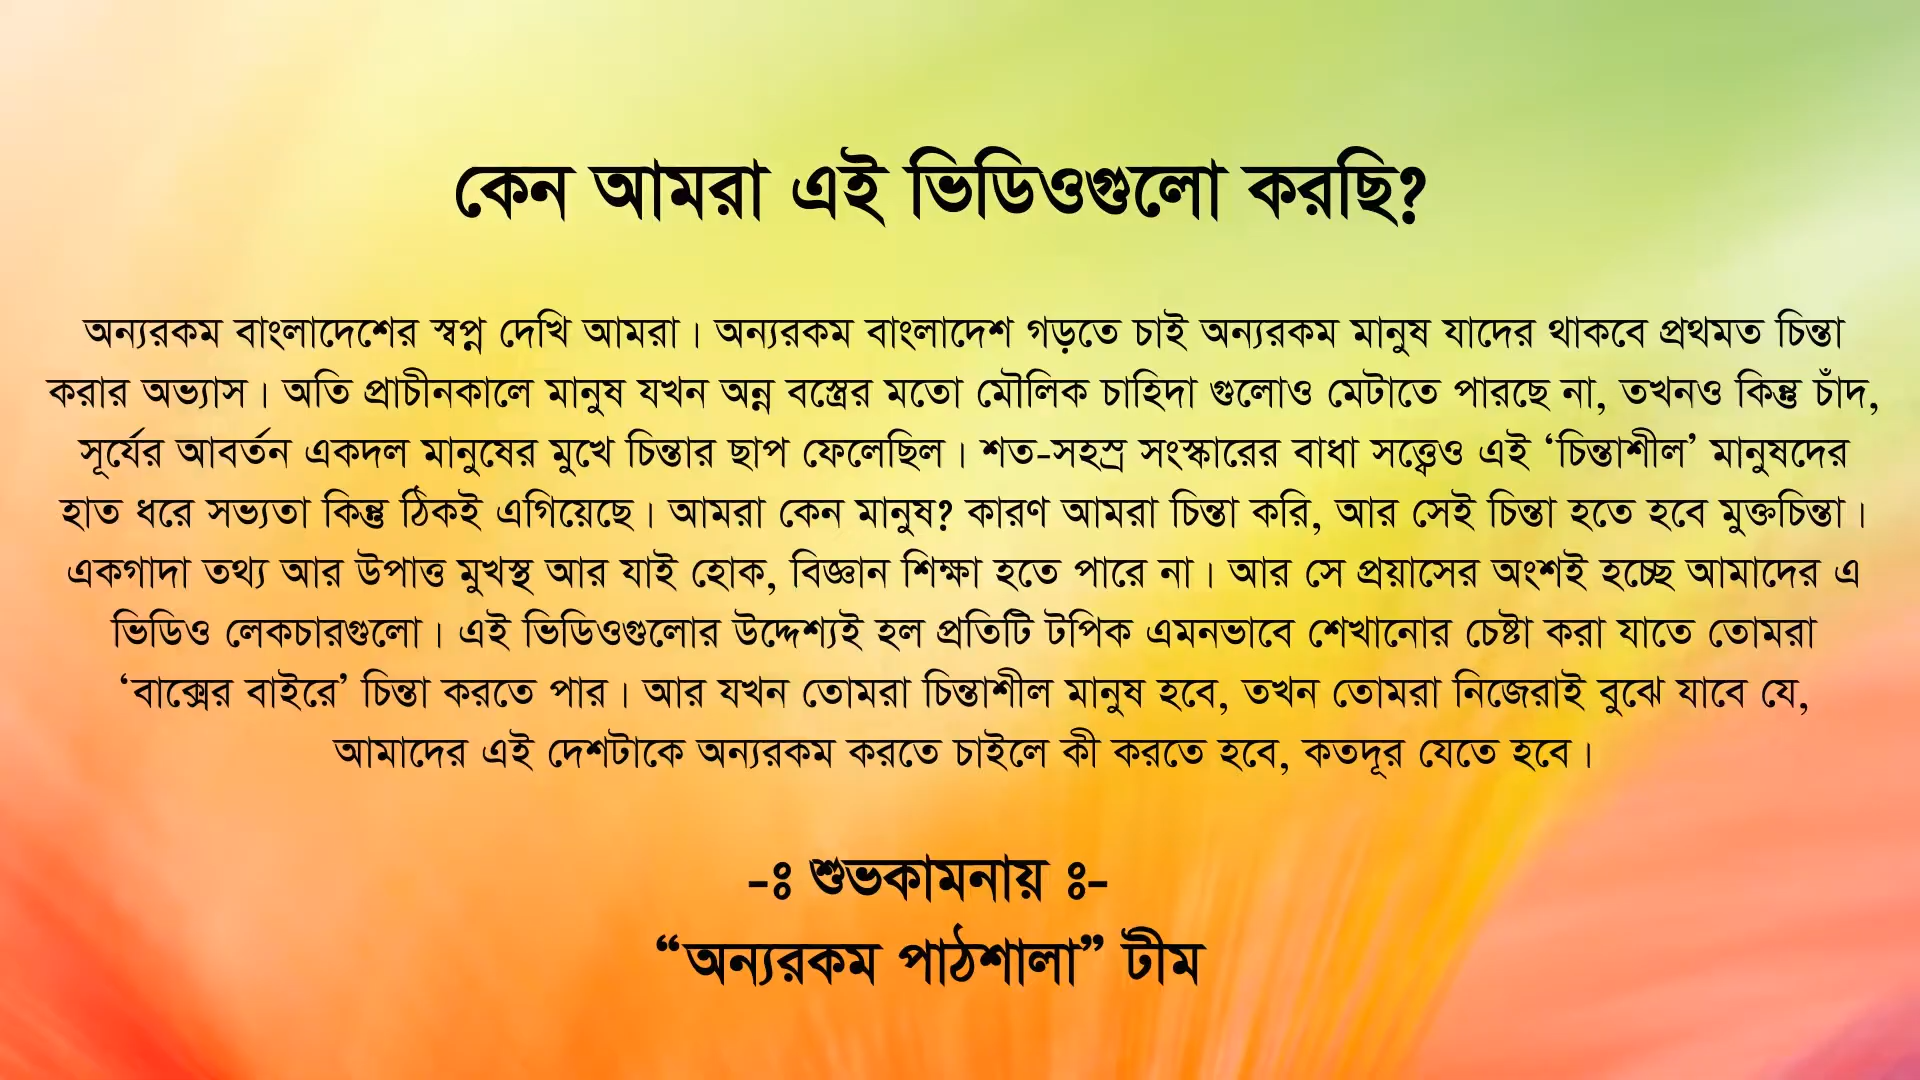 কেন আমরা এই ভিডিওগুলো করছি?
অন্যরকম বাংলাদেশের স্বপ্ন দেখি আমরা। অন্যরকম বাংলাদেশ গড়তে চাই অন্যরকম মানুষ যাদের থাকবে প্রথমত চিন্তা
করার অভ্যাস। অতি প্রাচীনকালে মানুষ যখন অন্ন বস্ত্রের মতো মৌলিক চাহিদা গুলোও মেটাতে পারছে না, তখনও কিন্তু চাঁদ,
সূর্যের আবর্তন একদল মানুষের মুখে চিন্তার ছাপ ফেলেছিল। শত-সহস্র সংস্কারের বাধা সত্ত্বেও এই ‘চিন্তাশীল’ মানুষদের
হাত ধরে সভ্যতা কিন্তু ঠিকই এগিয়েছে। আমরা কেন মানুষ? কারণ আমরা চিন্তা করি, আর সেই চিন্তা হতে হবে মুক্তচিন্তা।
একগাদা তথ্য আর উপাত্ত মুখস্থ আর যাই হোক, বিজ্ঞান শিক্ষা হতে পারে না। আর সে প্রয়াসের অংশই হচ্ছে আমাদের এ
ভিডিও লেকচারগুলো। এই ভিডিওগুলোর উদ্দেশ্যই হল প্রতিটি টপিক এমনভাবে শেখানোর চেষ্টা করা যাতে তোমরা
‘বাক্সের বাইরে’ চিন্তা করতে পার। আর যখন তোমরা চিন্তাশীল মানুষ হবে, তখন তোমরা নিজেরাই বুঝে যাবে যে,
আমাদের এই দেশটাকে অন্যরকম করতে চাইলে কী করতে হবে, কতদূর যেতে হবে।
-ঃ শুভকামনায় ঃ-
“অন্যরকম পাঠশালা” টীম